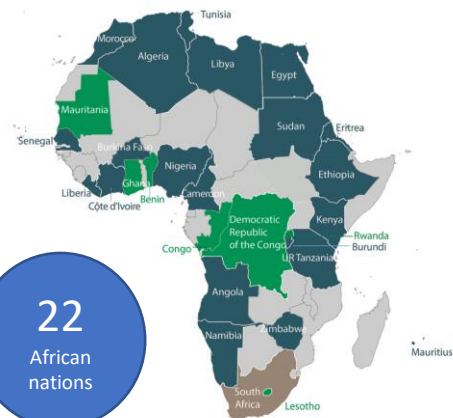 Tunisia
Morocco
Algeria
Libya
Egypt
Mauritania
Senegal
Burkina Faso
Sudan
Eritrea
Nigeria
Ghana
Ethiopia
Liberia
Benin
Cameroon
Côte d'Ivoire
Democratic
Republic
of the Congo
Kenya
Congo
Rwanda
Burundi
UR Tanzania
Angola
Zimbabwe
Namibia
Mauritius
South
Africa
Lesotho
22
African
nations